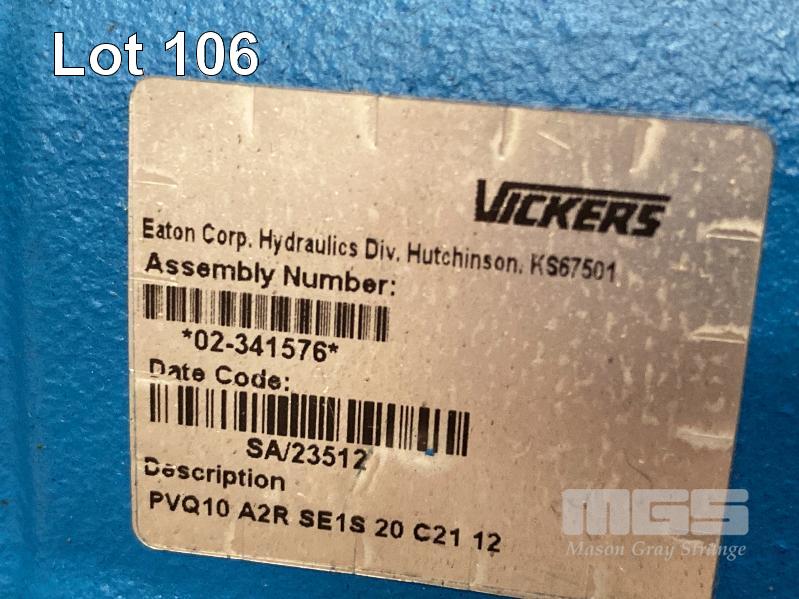 Lot 106
VICKERS
Eaton Corp. Hydraulics Div. Hutchinson, KS67501
Assembly Number:
*02-341576*
Date Code:
SA/23512
Description
PVQ10 A2R SE1S 20 C21 12
MGS
Mason Gray Strange